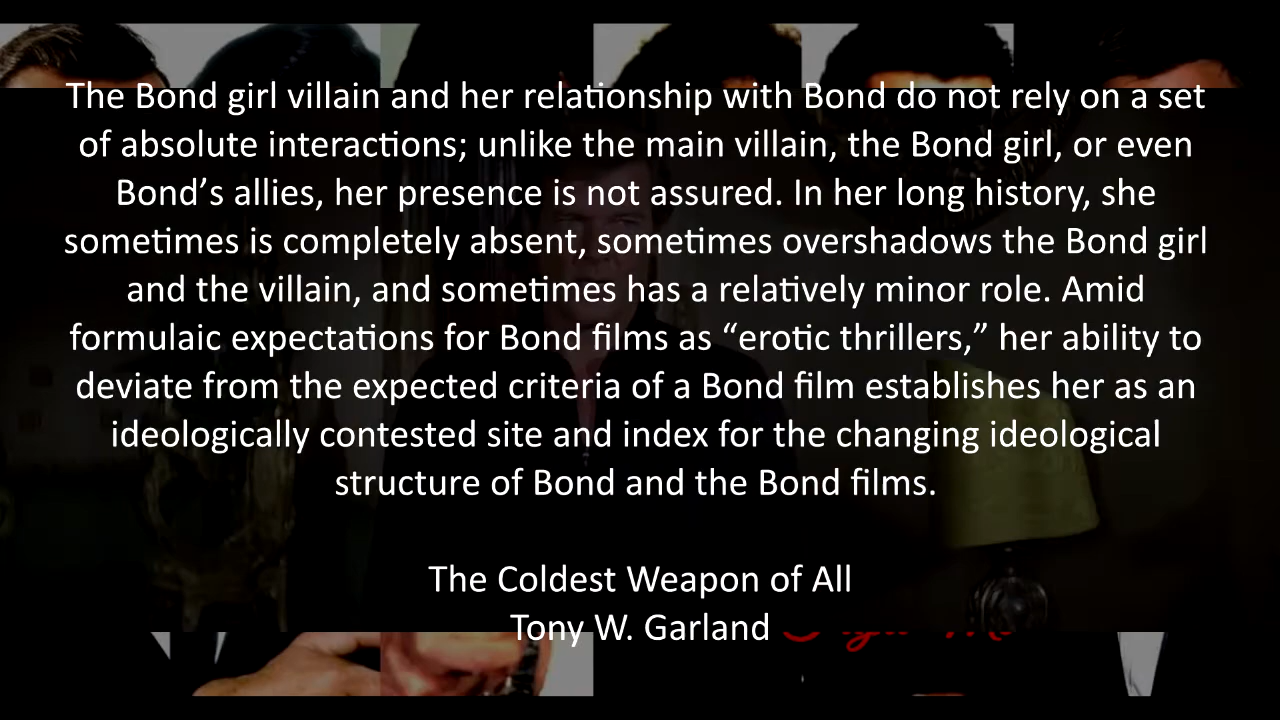 The Bond girl villain and her relationship with Bond do not rely on a set
of absolute interactions; unlike the main villain, the Bond girl, or even
Bond’s allies, her presence is not assured. In her long history, she
sometimes is completely absent, sometimes overshadows the Bond girl
and the villain, and sometimes has a relatively minor role. Amid
formulaic expectations for Bond films as “erotic thrillers,” her ability to
deviate from the expected criteria of a Bond film establishes her as an
ideologically contested site and index for the changing ideological
structure of Bond and the Bond films.
The Coldest Weapon of All
Tony W. Garland